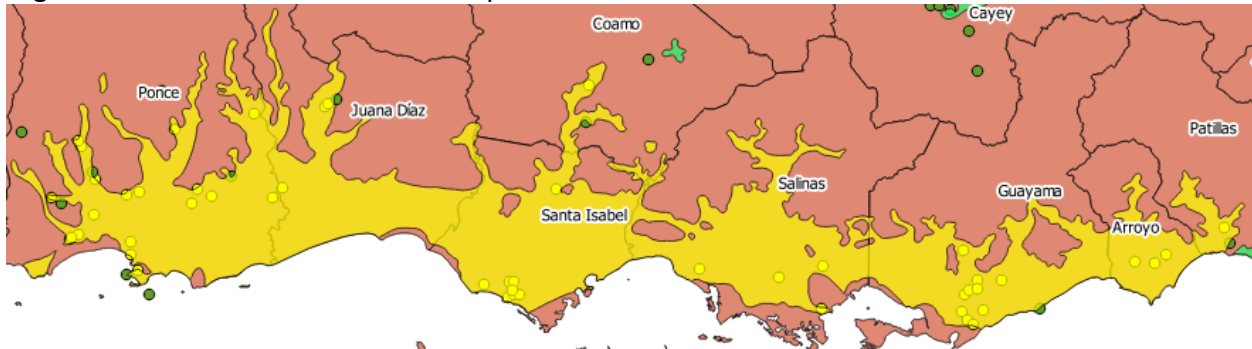 Coamo
Cayey
Ponce
Juana Díaz
Patillas
Salinas
Guayama
Santa Isabel
Arroyo